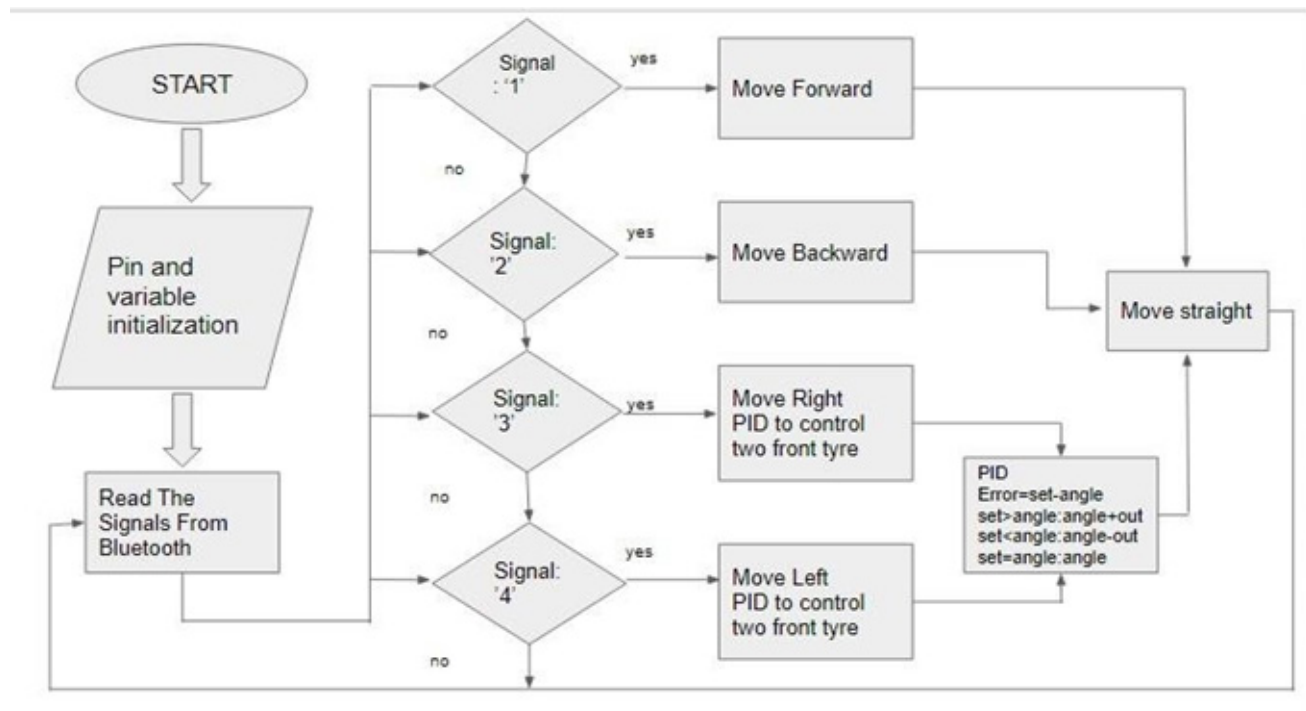 START
Pin and
variable
initialization
Read The
Signals From
Bluetooth
Signal
: '1'
yes
Move Forward
no
Signal:
'2'
yes
Move Backward
no
Signal:
'3'
yes
Move Right
PID to control
two front tyre
no
Signal:
'4'
yes
Move Left
PID to control
two front tyre
no
PID
Error=set-angle
set>angle:angle+out
set<angle:angle-out
set=angle:angle
Move straight